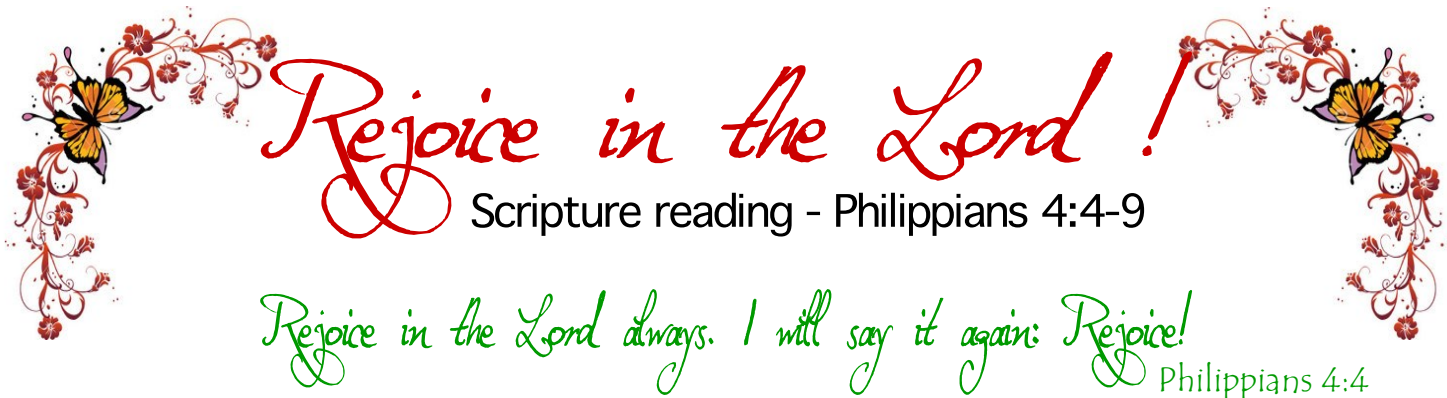 Rejoice in the Lord !
Scripture reading - Philippians 4:4-9
Rejoice in the Lord always. I will say it again: Rejoice!
Philippians 4:4